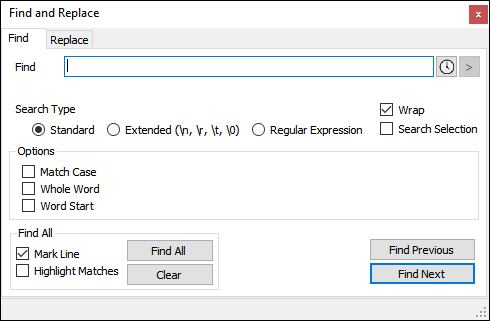 Find and Replace
x
Find Replace
Find
>
Search Type
Wrap
Standard Extended (\n, \r, \t, \0) Regular Expression Search Selection
Options
Match Case
Whole Word
Word Start
Find All
Mark Line Find All Find Previous
Highlight Matches Clear Find Next